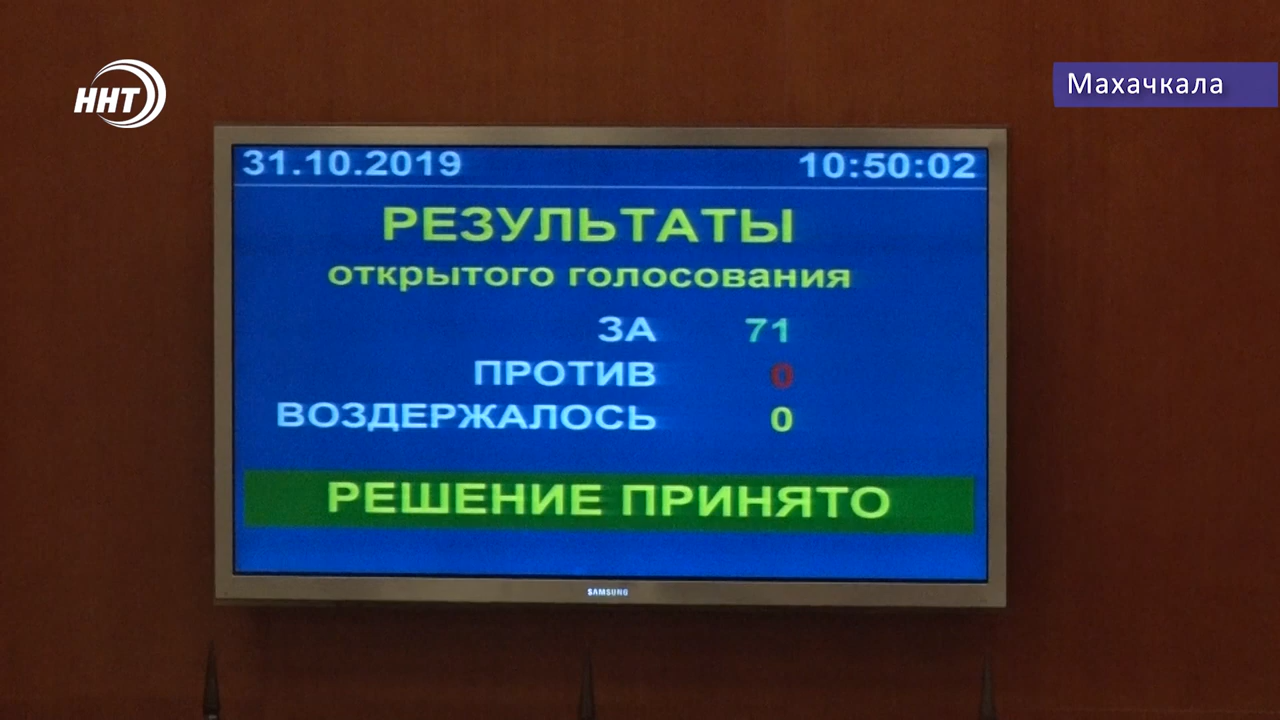 ННТ
Махачкала
31.10.2019 10:50:02
РЕЗУЛЬТАТЫ
открытого голосования
ЗА 71
ПРОТИВ 0
ВОЗДЕРЖАЛОСЬ 0
РЕШЕНИЕ ПРИНЯТО
SAMSUNG